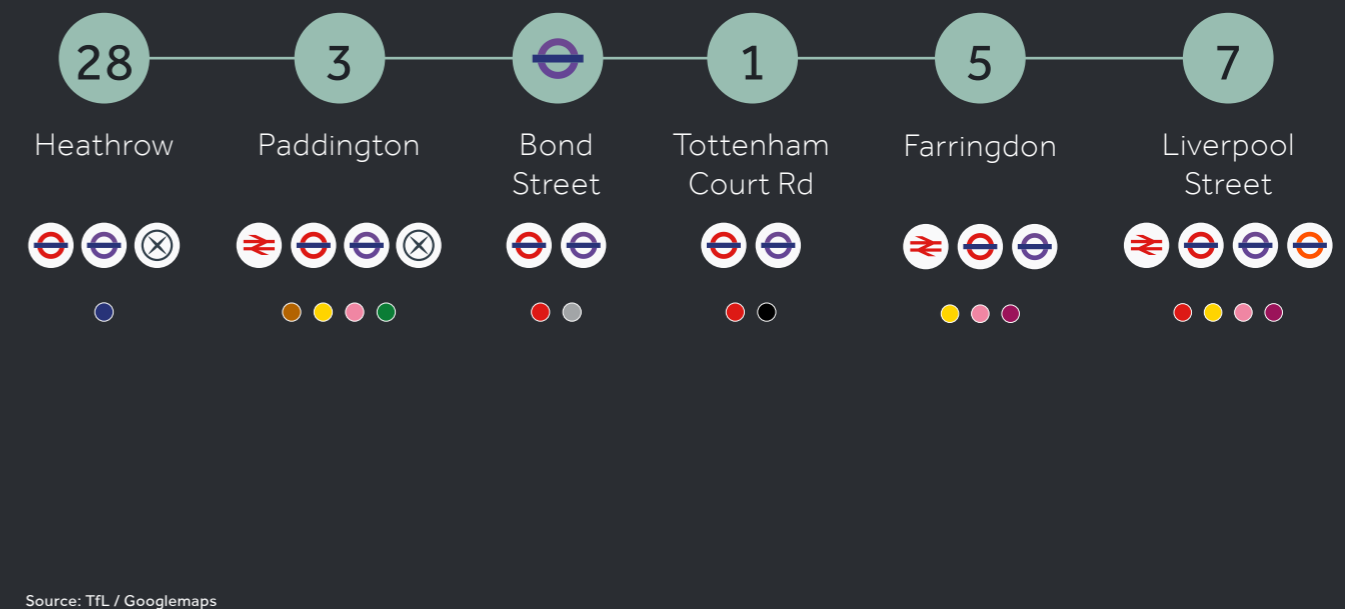 28
3
1
5
7
Heathrow
Paddington
Bond
Street
Tottenham
Court Rd
Farringdon
Liverpool
Street
Source: TfL / Googlemaps